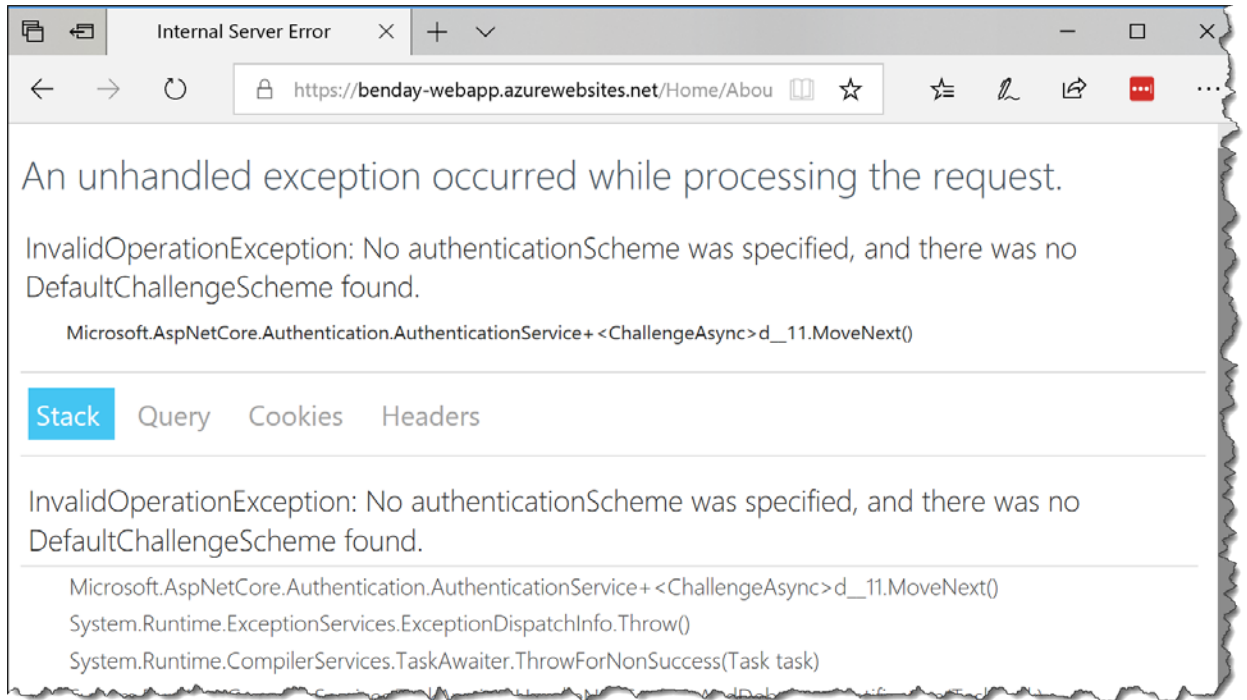 Internal Server Error
https://benday-webapp.azurewebsites.net/Home/Abou
An unhandled exception occurred while processing the request.
InvalidOperationException: No authenticationScheme was specified, and there was no
DefaultChallengeScheme found.
Microsoft.AspNetCore.Authentication.AuthenticationService+<ChallengeAsync>d__11.MoveNext()
Stack Query Cookies Headers
InvalidOperationException: No authenticationScheme was specified, and there was no
DefaultChallengeScheme found.
Microsoft.AspNetCore.Authentication.AuthenticationService+<ChallengeAsync>d__11.MoveNext()
System.Runtime.ExceptionServices.ExceptionDispatchInfo.Throw()
System.Runtime.CompilerServices.TaskAwaiter.ThrowForNonSuccess(Task task)